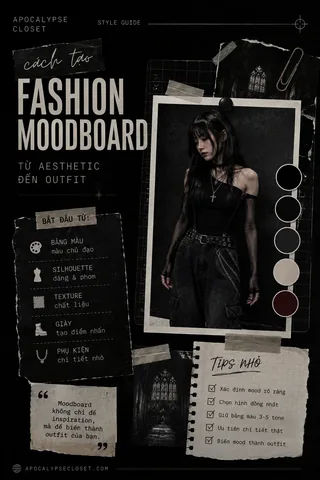 APOCALYPSE
CLOSET
STYLE GUIDE
cách tạo
FASHION
MOODBOARD
TỪ AESTHETIC
ĐẾN OUTFIT
BẮT ĐẦU TỪ:
BẢNG MÀU
màu chủ đạo
SILHOUETTE
dáng & phom
TEXTURE
chất liệu
GIÀY
tạo điểm nhấn
PHỤ KIỆN
chi tiết nhỏ
“
Moodboard
không chỉ để
inspiration,
mà để biến thành
outfit của bạn.
”
TIPS NHỎ
Xác định mood rõ ràng
Chọn hình đồng nhất
Giữ bảng màu 3-5 tone
Ưu tiên chi tiết thật
Biến mood thành outfit
APOCALYPSECLOSET.COM